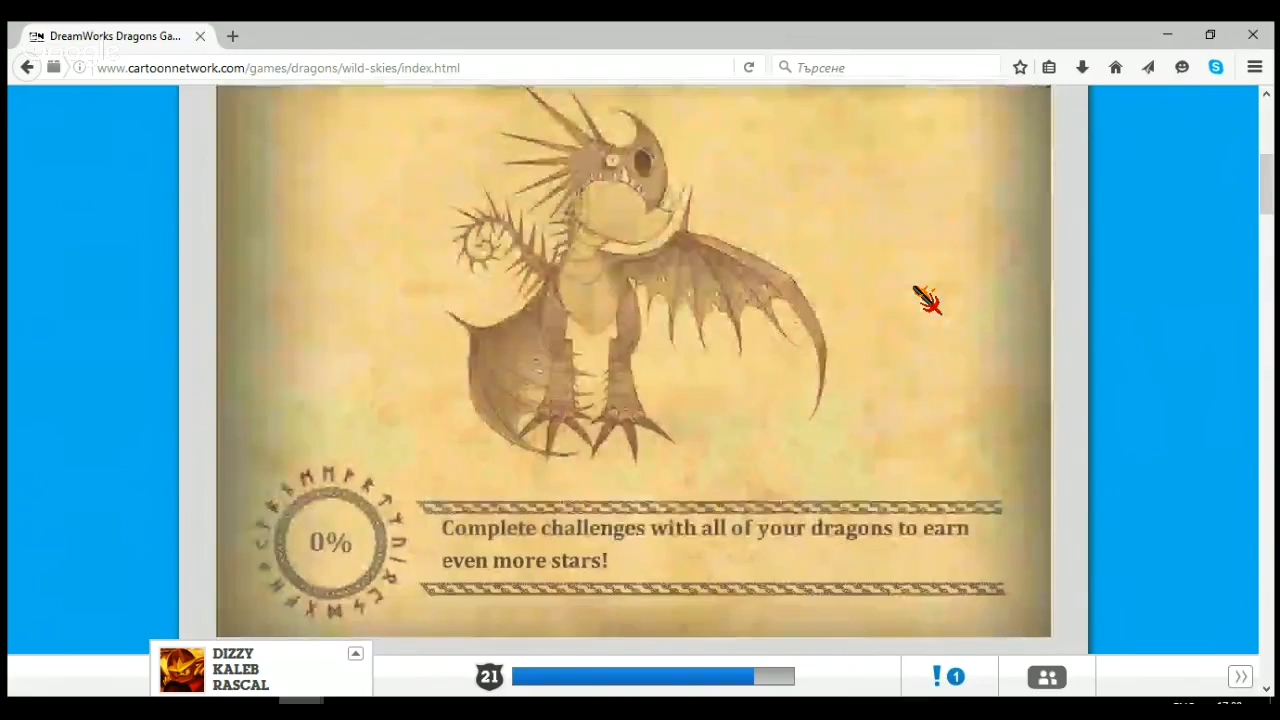 DreamWorks Dragons Ga...
www.cartoonnetwork.com/games/dragons/wild-skies/index.html
Търсене
0%
Complete challenges with all of your dragons to earn
even more stars!
DIZZY
KALEB
RASCAL
21
1